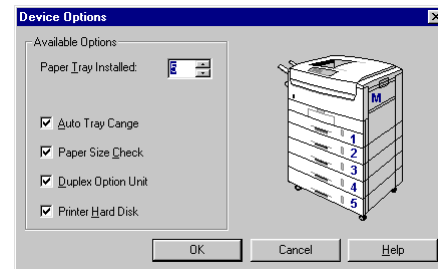 Device Options
Available Options
Paper Tray Installed:
5
Auto Tray Cange
Paper Size Check
Duplex Option Unit
Printer Hard Disk
M
1
2
3
4
5
OK
Cancel
Help